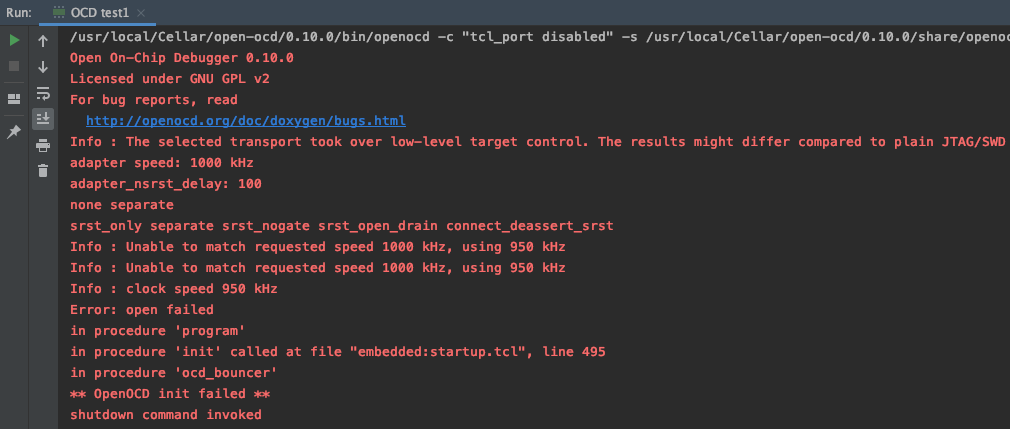 Run: OCD test1
/usr/local/Cellar/open-ocd/0.10.0/bin/openocd -c "tcl_port disabled" -s /usr/local/Cellar/open-ocd/0.10.0/share/openoc
Open On-Chip Debugger 0.10.0
Licensed under GNU GPL v2
For bug reports, read
http://openocd.org/doc/doxygen/bugs.html
Info : The selected transport took over low-level target control. The results might differ compared to plain JTAG/SWD
adapter speed: 1000 kHz
adapter_nsrst_delay: 100
none separate
srst_only separate srst_nogate srst_open_drain connect_deassert_srst
Info : Unable to match requested speed 1000 kHz, using 950 kHz
Info : Unable to match requested speed 1000 kHz, using 950 kHz
Info : clock speed 950 kHz
Error: open failed
in procedure 'program'
in procedure 'init' called at file "embedded:startup.tcl", line 495
in procedure 'ocd_bouncer'
** OpenOCD init failed **
shutdown command invoked